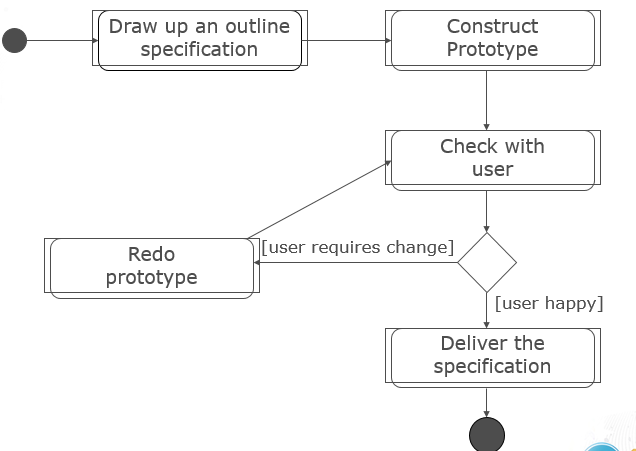 Draw up an outline
specification
Construct
Prototype
Check with
user
Redo
prototype
[user requires change]
[user happy]
Deliver the
specification